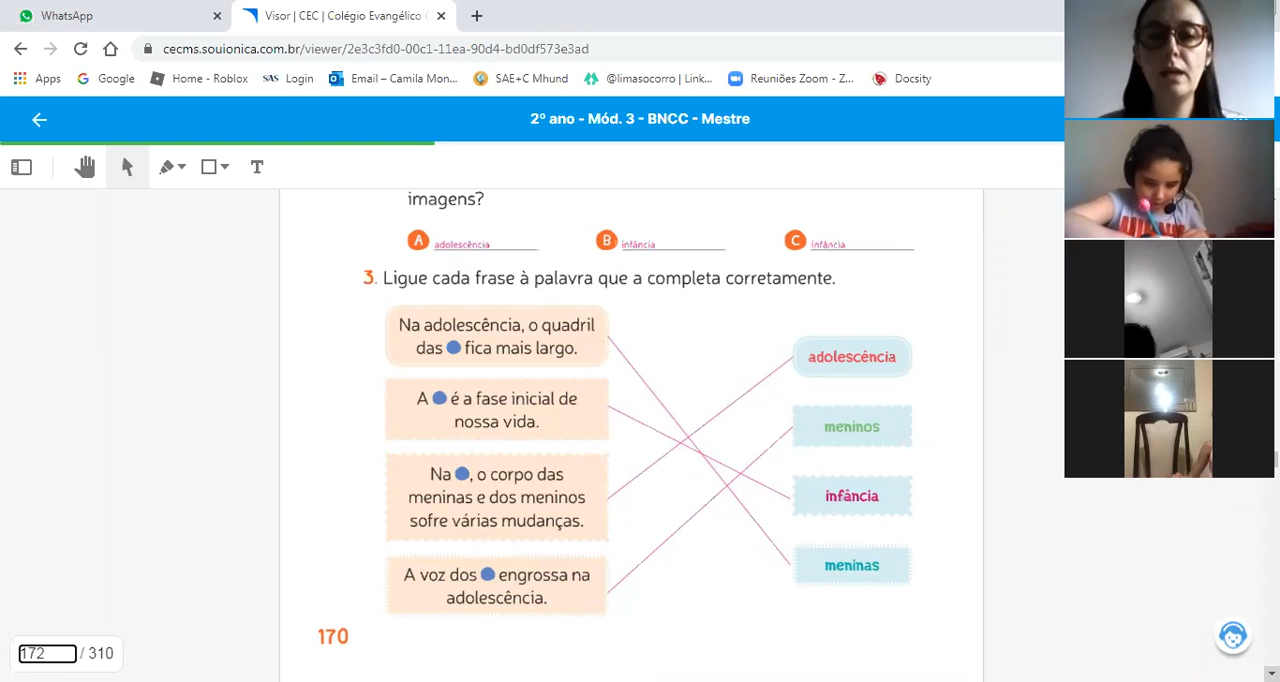 WhatsApp
Visor | CEC | Colégio Evangélico
cecms.souionica.com.br/viewer/2e3c3fd0-00c1-11ea-90d4-bd0df573e3ad
Apps Google Home - Roblox SAS Login Email – Camila Mon... SAE+C Mhund @limasocorro | Link... Reuniões Zoom - Z... Docsity
2º ano - Mód. 3 - BNCC - Mestre
T
imagens?
A adolescência B infância C infância
3. Ligue cada frase à palavra que a completa corretamente.
Na adolescência, o quadril
das fica mais largo.
A é a fase inicial de
nossa vida.
Na , o corpo das
meninas e dos meninos
sofre várias mudanças.
A voz dos engrossa na
adolescência.
adolescência
meninos
infância
meninas
170
172 / 310